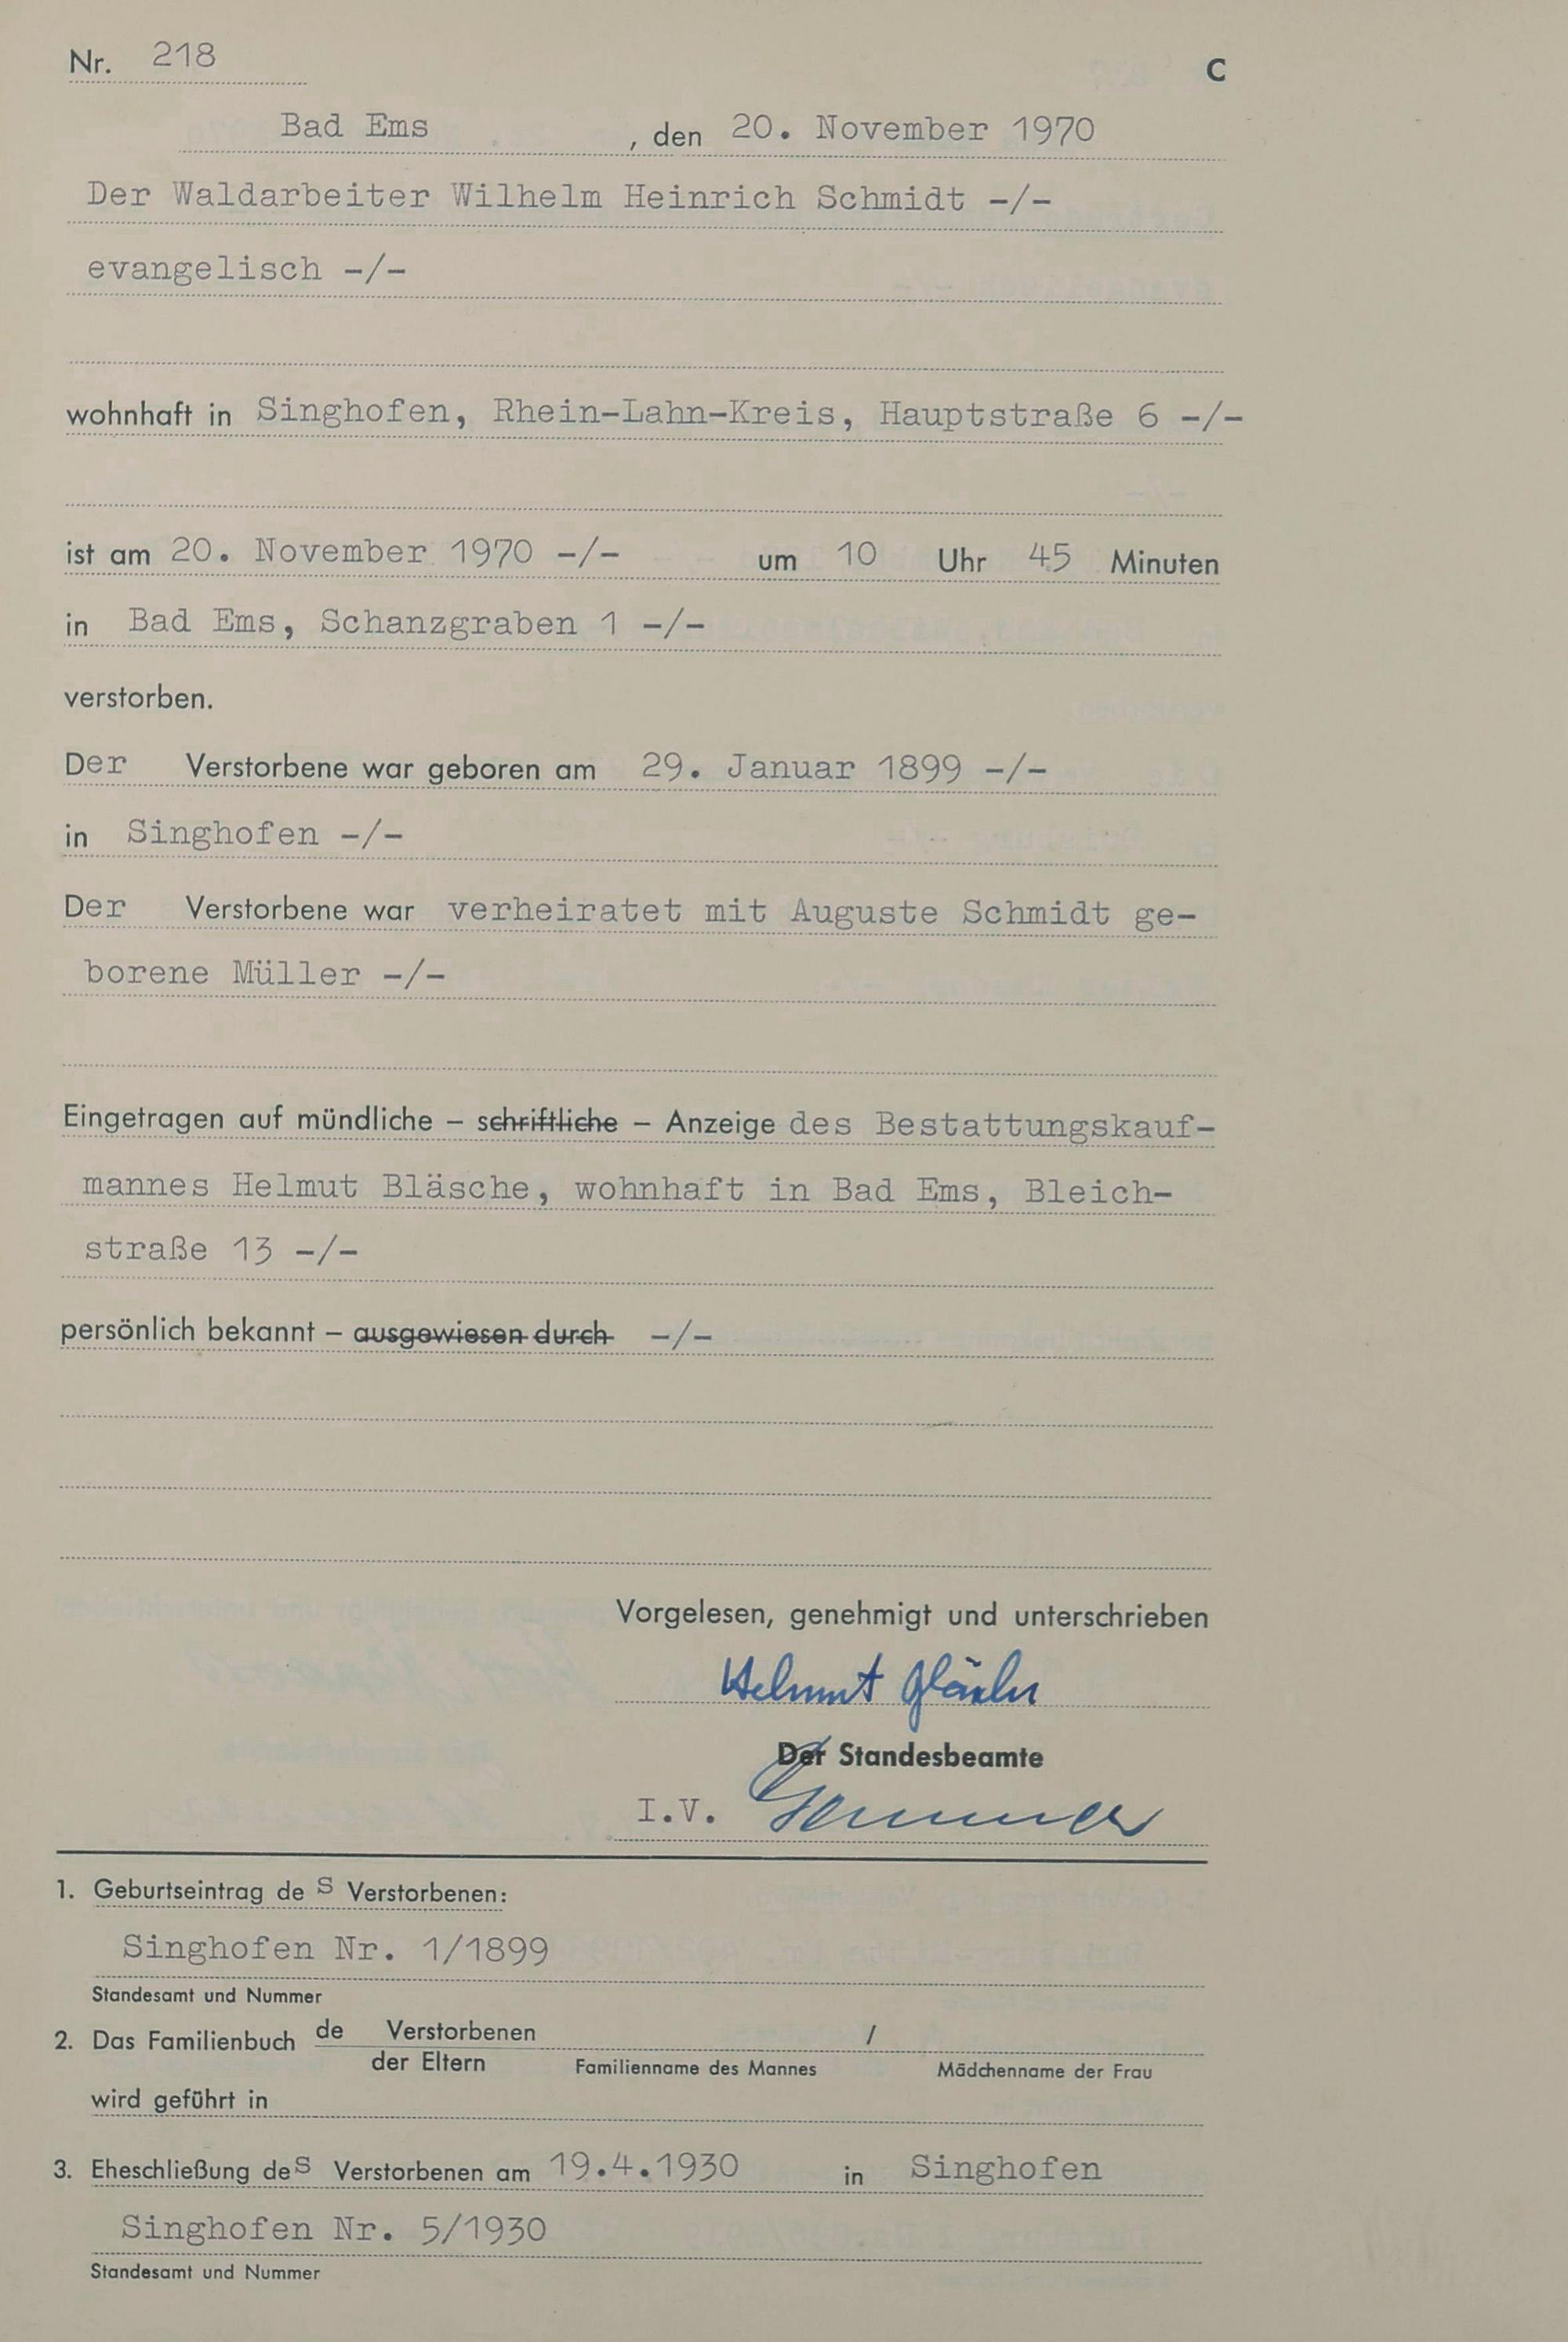 Nr. 218 C
Bad Ems , den 20. November 1970
Der Waldarbeiter Wilhelm Heinrich Schmidt -/-
evangelisch -/-
wohnhaft in Singhofen, Rhein-Lahn-Kreis, Hauptstraße 6 -/-
ist am 20. November 1970 -/- um 10 Uhr 45 Minuten
in Bad Ems, Schanzgraben 1 -/-
verstorben.
Der Verstorbene war geboren am 29. Januar 1899 -/-
in Singhofen -/-
Der Verstorbene war verheiratet mit Auguste Schmidt ge-
borene Müller -/-
Eingetragen auf mündliche – schriftliche – Anzeige des Bestattungskauf-
mannes Helmut Bläsche, wohnhaft in Bad Ems, Bleich-
straße 13 -/-
persönlich bekannt – ausgewiesen durch -/-
Vorgelesen, genehmigt und unterschrieben
Helmut Bläsche
Der Standesbeamte
I.V.
1. Geburtseintrag des Verstorbenen:
Singhofen Nr. 1/1899
Standesamt und Nummer
2. Das Familienbuch de Verstorbenen /
der Eltern Familienname des Mannes Mädchenname der Frau
wird geführt in
3. Eheschließung des Verstorbenen am 19.4.1930 in Singhofen
Singhofen Nr. 5/1930
Standesamt und Nummer